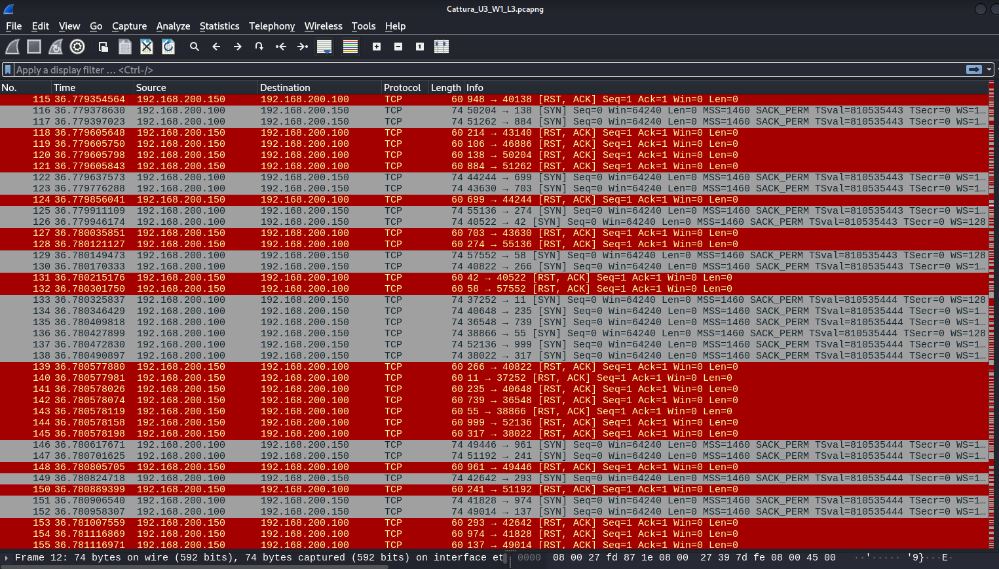 Cattura_U3_W1_L3.pcapng
File Edit View Go Capture Analyze Statistics Telephony Wireless Tools Help
Apply a display filter … <Ctrl-/>
No. Time Source Destination Protocol Length Info
115 36.779354564 192.168.200.150 192.168.200.100 TCP 60 948 → 40138 [RST, ACK] Seq=1 Ack=1 Win=0 Len=0
116 36.779378630 192.168.200.100 192.168.200.150 TCP 74 50204 → 138 [SYN] Seq=0 Win=64240 Len=0 MSS=1460 SACK_PERM TSval=810535443 TSecr=0 WS=1…
117 36.779397023 192.168.200.100 192.168.200.150 TCP 74 51262 → 884 [SYN] Seq=0 Win=64240 Len=0 MSS=1460 SACK_PERM TSval=810535443 TSecr=0 WS=1…
118 36.779605648 192.168.200.150 192.168.200.100 TCP 60 214 → 43140 [RST, ACK] Seq=1 Ack=1 Win=0 Len=0
119 36.779605750 192.168.200.150 192.168.200.100 TCP 60 106 → 46886 [RST, ACK] Seq=1 Ack=1 Win=0 Len=0
120 36.779605798 192.168.200.150 192.168.200.100 TCP 60 138 → 50204 [RST, ACK] Seq=1 Ack=1 Win=0 Len=0
121 36.779605843 192.168.200.150 192.168.200.100 TCP 60 884 → 51262 [RST, ACK] Seq=1 Ack=1 Win=0 Len=0
122 36.779637573 192.168.200.100 192.168.200.150 TCP 74 44244 → 699 [SYN] Seq=0 Win=64240 Len=0 MSS=1460 SACK_PERM TSval=810535443 TSecr=0 WS=1…
123 36.779776288 192.168.200.100 192.168.200.150 TCP 74 43630 → 703 [SYN] Seq=0 Win=64240 Len=0 MSS=1460 SACK_PERM TSval=810535443 TSecr=0 WS=1…
124 36.779856041 192.168.200.150 192.168.200.100 TCP 60 699 → 44244 [RST, ACK] Seq=1 Ack=1 Win=0 Len=0
125 36.779911109 192.168.200.100 192.168.200.150 TCP 74 55136 → 274 [SYN] Seq=0 Win=64240 Len=0 MSS=1460 SACK_PERM TSval=810535443 TSecr=0 WS=1…
126 36.779946174 192.168.200.100 192.168.200.150 TCP 74 40522 → 42 [SYN] Seq=0 Win=64240 Len=0 MSS=1460 SACK_PERM TSval=810535443 TSecr=0 WS=128
127 36.780035851 192.168.200.150 192.168.200.100 TCP 60 703 → 43630 [RST, ACK] Seq=1 Ack=1 Win=0 Len=0
128 36.780121127 192.168.200.150 192.168.200.100 TCP 60 274 → 55136 [RST, ACK] Seq=1 Ack=1 Win=0 Len=0
129 36.780149473 192.168.200.100 192.168.200.150 TCP 74 57552 → 58 [SYN] Seq=0 Win=64240 Len=0 MSS=1460 SACK_PERM TSval=810535443 TSecr=0 WS=128
130 36.780170333 192.168.200.100 192.168.200.150 TCP 74 40822 → 266 [SYN] Seq=0 Win=64240 Len=0 MSS=1460 SACK_PERM TSval=810535443 TSecr=0 WS=1…
131 36.780215176 192.168.200.150 192.168.200.100 TCP 60 42 → 40522 [RST, ACK] Seq=1 Ack=1 Win=0 Len=0
132 36.780301750 192.168.200.150 192.168.200.100 TCP 60 58 → 57552 [RST, ACK] Seq=1 Ack=1 Win=0 Len=0
133 36.780325837 192.168.200.100 192.168.200.150 TCP 74 37252 → 11 [SYN] Seq=0 Win=64240 Len=0 MSS=1460 SACK_PERM TSval=810535444 TSecr=0 WS=128
134 36.780346429 192.168.200.100 192.168.200.150 TCP 74 40648 → 235 [SYN] Seq=0 Win=64240 Len=0 MSS=1460 SACK_PERM TSval=810535444 TSecr=0 WS=1…
135 36.780409818 192.168.200.100 192.168.200.150 TCP 74 36548 → 739 [SYN] Seq=0 Win=64240 Len=0 MSS=1460 SACK_PERM TSval=810535444 TSecr=0 WS=1…
136 36.780427899 192.168.200.100 192.168.200.150 TCP 74 38866 → 55 [SYN] Seq=0 Win=64240 Len=0 MSS=1460 SACK_PERM TSval=810535444 TSecr=0 WS=128
137 36.780472830 192.168.200.100 192.168.200.150 TCP 74 52136 → 999 [SYN] Seq=0 Win=64240 Len=0 MSS=1460 SACK_PERM TSval=810535444 TSecr=0 WS=1…
138 36.780490897 192.168.200.100 192.168.200.150 TCP 74 38022 → 317 [SYN] Seq=0 Win=64240 Len=0 MSS=1460 SACK_PERM TSval=810535444 TSecr=0 WS=1…
139 36.780577880 192.168.200.150 192.168.200.100 TCP 60 266 → 40822 [RST, ACK] Seq=1 Ack=1 Win=0 Len=0
140 36.780577981 192.168.200.150 192.168.200.100 TCP 60 11 → 37252 [RST, ACK] Seq=1 Ack=1 Win=0 Len=0
141 36.780578026 192.168.200.150 192.168.200.100 TCP 60 235 → 40648 [RST, ACK] Seq=1 Ack=1 Win=0 Len=0
142 36.780578074 192.168.200.150 192.168.200.100 TCP 60 739 → 36548 [RST, ACK] Seq=1 Ack=1 Win=0 Len=0
143 36.780578119 192.168.200.150 192.168.200.100 TCP 60 55 → 38866 [RST, ACK] Seq=1 Ack=1 Win=0 Len=0
144 36.780578158 192.168.200.150 192.168.200.100 TCP 60 999 → 52136 [RST, ACK] Seq=1 Ack=1 Win=0 Len=0
145 36.780578198 192.168.200.150 192.168.200.100 TCP 60 317 → 38022 [RST, ACK] Seq=1 Ack=1 Win=0 Len=0
146 36.780617671 192.168.200.100 192.168.200.150 TCP 74 49446 → 961 [SYN] Seq=0 Win=64240 Len=0 MSS=1460 SACK_PERM TSval=810535444 TSecr=0 WS=1…
147 36.780701625 192.168.200.100 192.168.200.150 TCP 74 51192 → 241 [SYN] Seq=0 Win=64240 Len=0 MSS=1460 SACK_PERM TSval=810535444 TSecr=0 WS=1…
148 36.780805705 192.168.200.150 192.168.200.100 TCP 60 961 → 49446 [RST, ACK] Seq=1 Ack=1 Win=0 Len=0
149 36.780824718 192.168.200.100 192.168.200.150 TCP 74 42642 → 293 [SYN] Seq=0 Win=64240 Len=0 MSS=1460 SACK_PERM TSval=810535444 TSecr=0 WS=1…
150 36.780889399 192.168.200.150 192.168.200.100 TCP 60 241 → 51192 [RST, ACK] Seq=1 Ack=1 Win=0 Len=0
151 36.780906540 192.168.200.100 192.168.200.150 TCP 74 41828 → 974 [SYN] Seq=0 Win=64240 Len=0 MSS=1460 SACK_PERM TSval=810535444 TSecr=0 WS=1…
152 36.780958307 192.168.200.100 192.168.200.150 TCP 74 49014 → 137 [SYN] Seq=0 Win=64240 Len=0 MSS=1460 SACK_PERM TSval=810535444 TSecr=0 WS=1…
153 36.781007559 192.168.200.150 192.168.200.100 TCP 60 293 → 42642 [RST, ACK] Seq=1 Ack=1 Win=0 Len=0
154 36.781116869 192.168.200.150 192.168.200.100 TCP 60 974 → 41828 [RST, ACK] Seq=1 Ack=1 Win=0 Len=0
155 36.781116971 192.168.200.150 192.168.200.100 TCP 60 137 → 49014 [RST, ACK] Seq=1 Ack=1 Win=0 Len=0
Frame 12: 74 bytes on wire (592 bits), 74 bytes captured (592 bits) on interface et 0000 08 00 27 fd 87 1e 08 00 27 39 7d fe 08 00 45 00 ··'····· '9}···E·